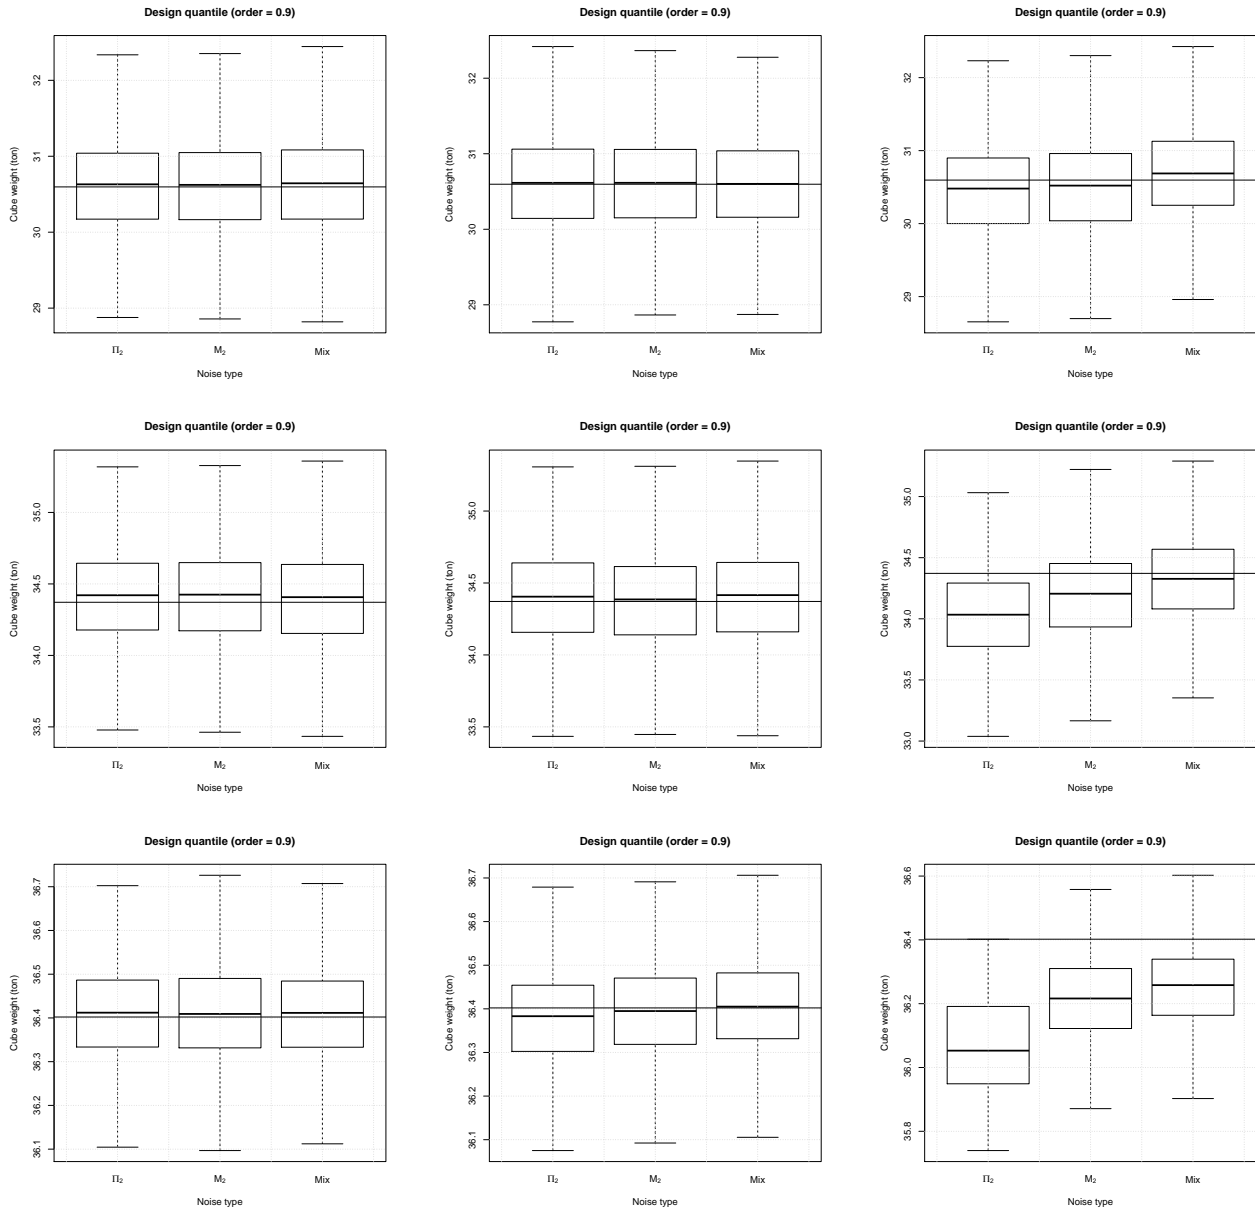 Design quantile (order = 0.9)
Cube weight (ton)
32
31
30
29
Π2 M2 Mix
Noise type
Design quantile (order = 0.9)
Cube weight (ton)
32
31
30
29
Π2 M2 Mix
Noise type
Design quantile (order = 0.9)
Cube weight (ton)
32
31
30
29
Π2 M2 Mix
Noise type
Design quantile (order = 0.9)
Cube weight (ton)
35.0
34.5
34.0
33.5
Π2 M2 Mix
Noise type
Design quantile (order = 0.9)
Cube weight (ton)
35.0
34.5
34.0
33.5
Π2 M2 Mix
Noise type
Design quantile (order = 0.9)
Cube weight (ton)
35.0
34.5
34.0
33.5
33.0
Π2 M2 Mix
Noise type
Design quantile (order = 0.9)
Cube weight (ton)
36.7
36.6
36.5
36.4
36.3
36.2
36.1
Π2 M2 Mix
Noise type
Design quantile (order = 0.9)
Cube weight (ton)
36.7
36.6
36.5
36.4
36.3
36.2
36.1
Π2 M2 Mix
Noise type
Design quantile (order = 0.9)
Cube weight (ton)
36.6
36.4
36.2
36.0
35.8
Π2 M2 Mix
Noise type